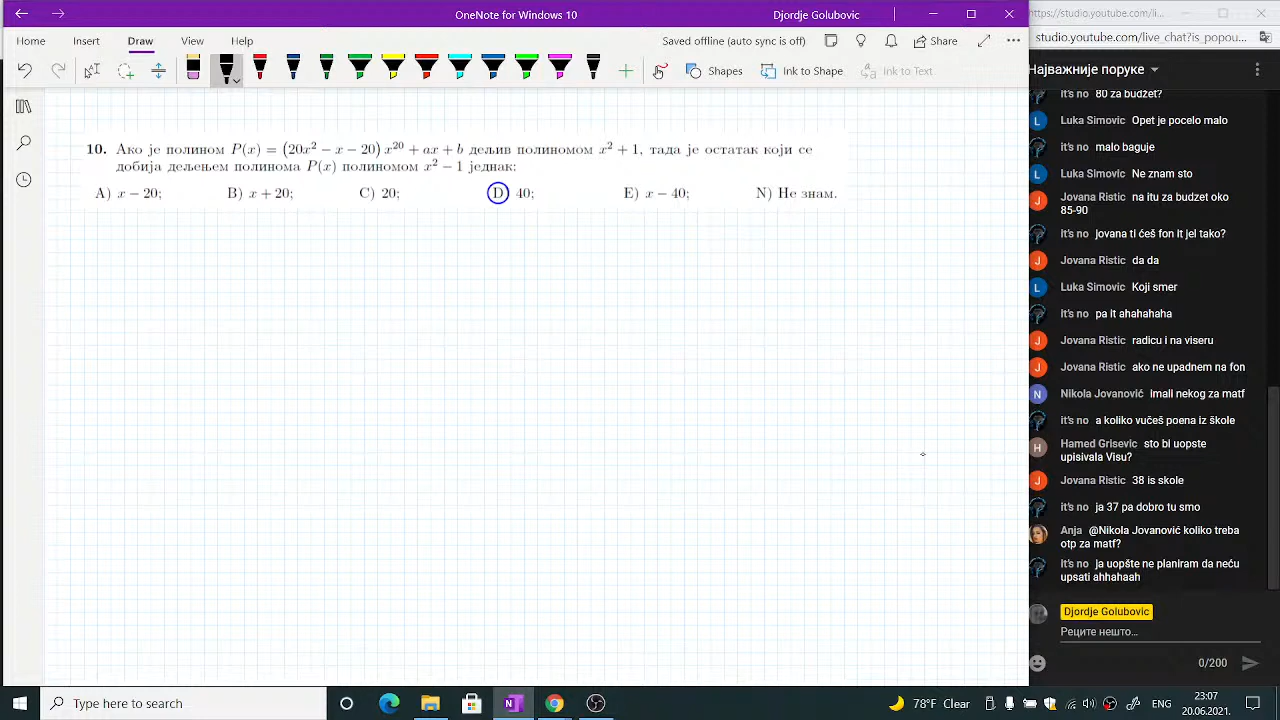 OneNote for Windows 10
Djordje Golubovic
Home Insert Draw View Help
Saved offline (auto sync is off)
Share
Shapes
Ink to Shape
Ink to Text
10. Ако је полином P(x) = (20x² − x − 20) x²⁰ + ax + b дељив полиномом x² + 1, тада је остатак који се
добија дељењем полинома P(x) полиномом x² − 1 једнак:
A) x − 20; B) x + 20; C) 20; D) 40; E) x − 40; N) Не знам.
https://studio.youtube.com/li...
studio.youtube.com/live_chat?is_popou...
Најважније поруке
it's no 80 za budzet?
Luka Simovic Opet je pocelo malo
it's no malo baguje
Luka Simovic Ne znam sto
Jovana Ristic na itu za budzet oko
85-90
it's no jovana ti ćeš fon it jel tako?
Jovana Ristic da da
Luka Simovic Koji smer
it's no pa It ahahahaha
Jovana Ristic radicu i na viseru
Jovana Ristic ako ne upadnem na fon
Nikola Jovanović Imali nekog za matf
it's no a koliko vučeš poena iz škole
Hamed Grisevic sto bi uopste
upisivala Visu?
Jovana Ristic 38 is skole
it's no ja 37 pa dobro tu smo
Anja @Nikola Jovanović koliko treba
otp za matf?
it's no ja uopšte ne planiram da neću
upsati ahhahaah
Djordje Golubovic
Реците нешто...
0/200
Type here to search
78°F Clear
23:07
20.06.2021.